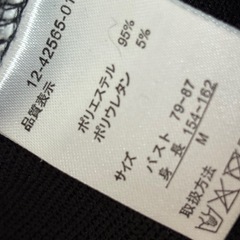 12-42565-01
品質表示
ポリエステル 95%
ポリウレタン 5%
サイズ
バスト 79-87
身長 154~162
M
取扱方法